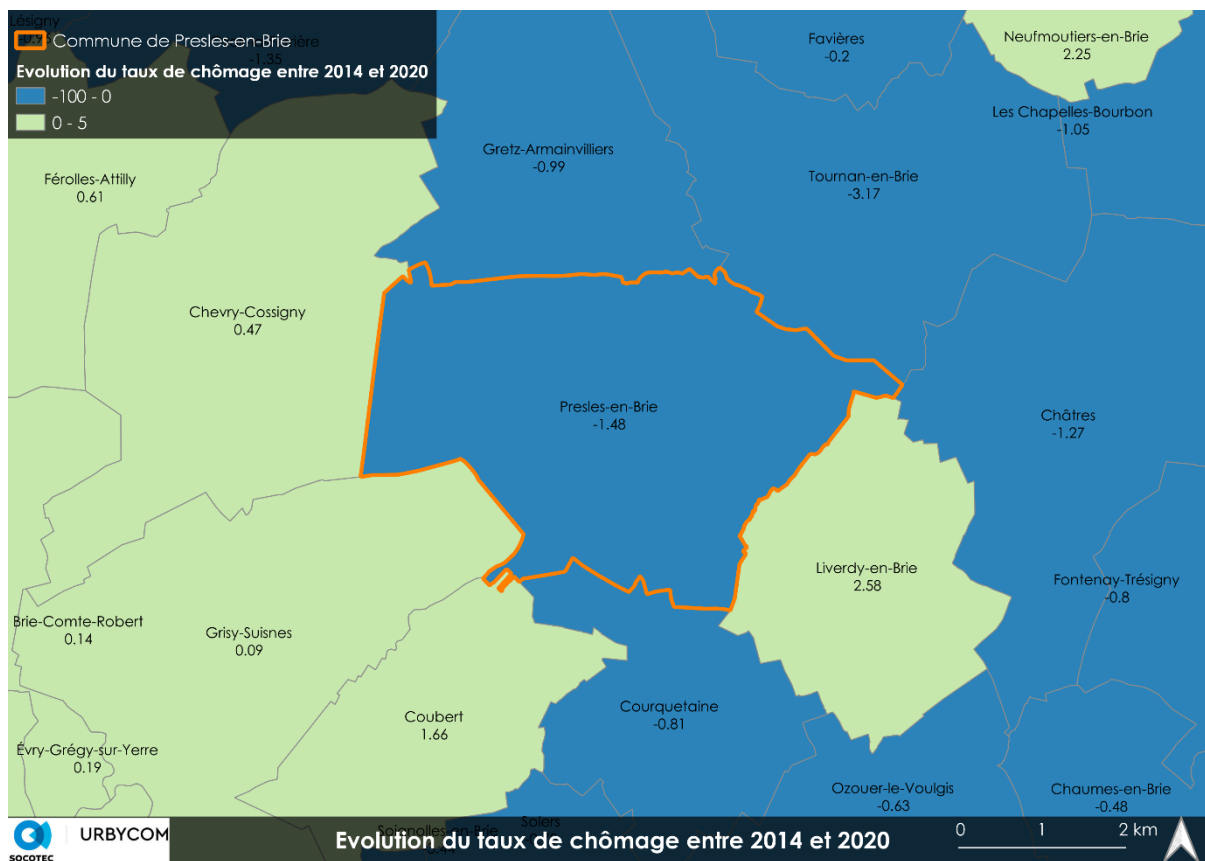 Lésigny
-0.95
-1.35
Commune de Presles-en-Brie
Evolution du taux de chômage entre 2014 et 2020
-100 - 0
0 - 5
Favières
-0.2
Neufmoutiers-en-Brie
2.25
Les Chapelles-Bourbon
-1.05
Gretz-Armainvilliers
-0.99
Tournan-en-Brie
-3.17
Férolles-Attilly
0.61
Chevry-Cossigny
0.47
Presles-en-Brie
-1.48
Châtres
-1.27
Liverdy-en-Brie
2.58
Fontenay-Trésigny
-0.8
Brie-Comte-Robert
0.14
Grisy-Suisnes
0.09
Coubert
1.66
Courquetaine
-0.81
Évry-Grégy-sur-Yerre
0.19
Ozouer-le-Voulgis
-0.63
Chaumes-en-Brie
-0.48
Soignolles-en-Brie
Solers
SOCOTEC
URBYCOM
Evolution du taux de chômage entre 2014 et 2020
0 1 2 km